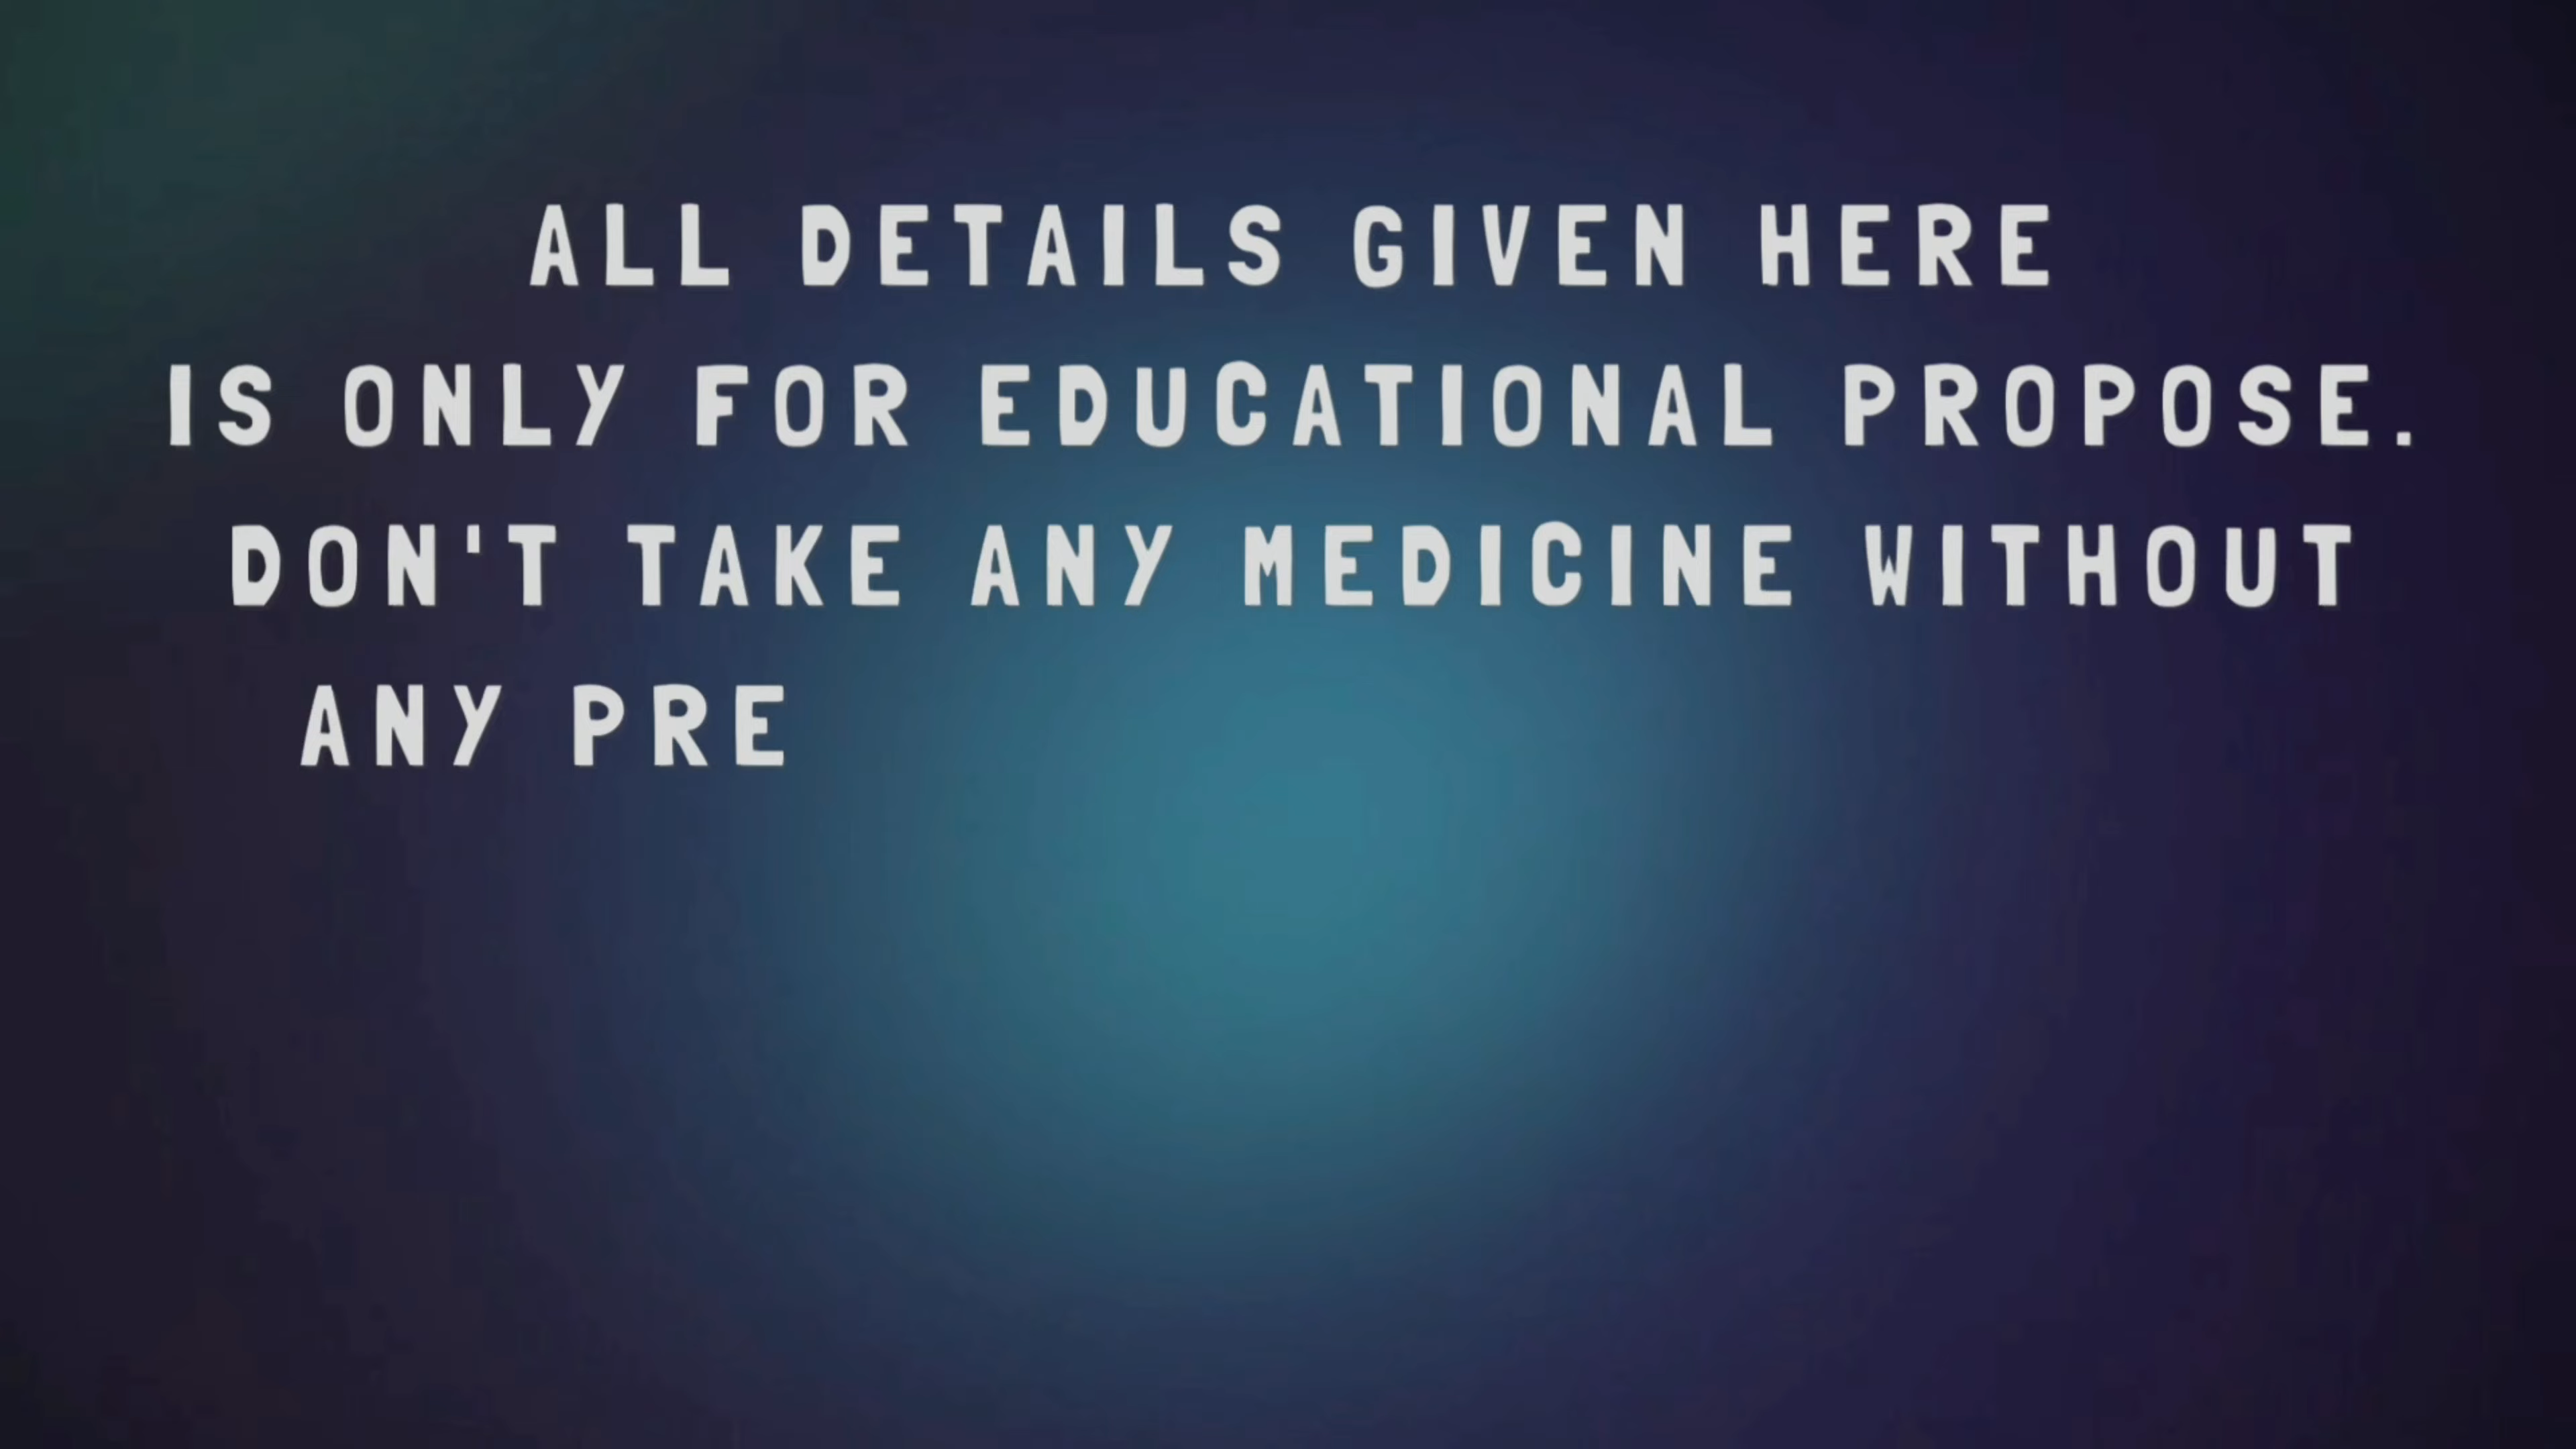 ALL DETAILS GIVEN HERE
IS ONLY FOR EDUCATIONAL PROPOSE.
DON'T TAKE ANY MEDICINE WITHOUT
ANY PRE